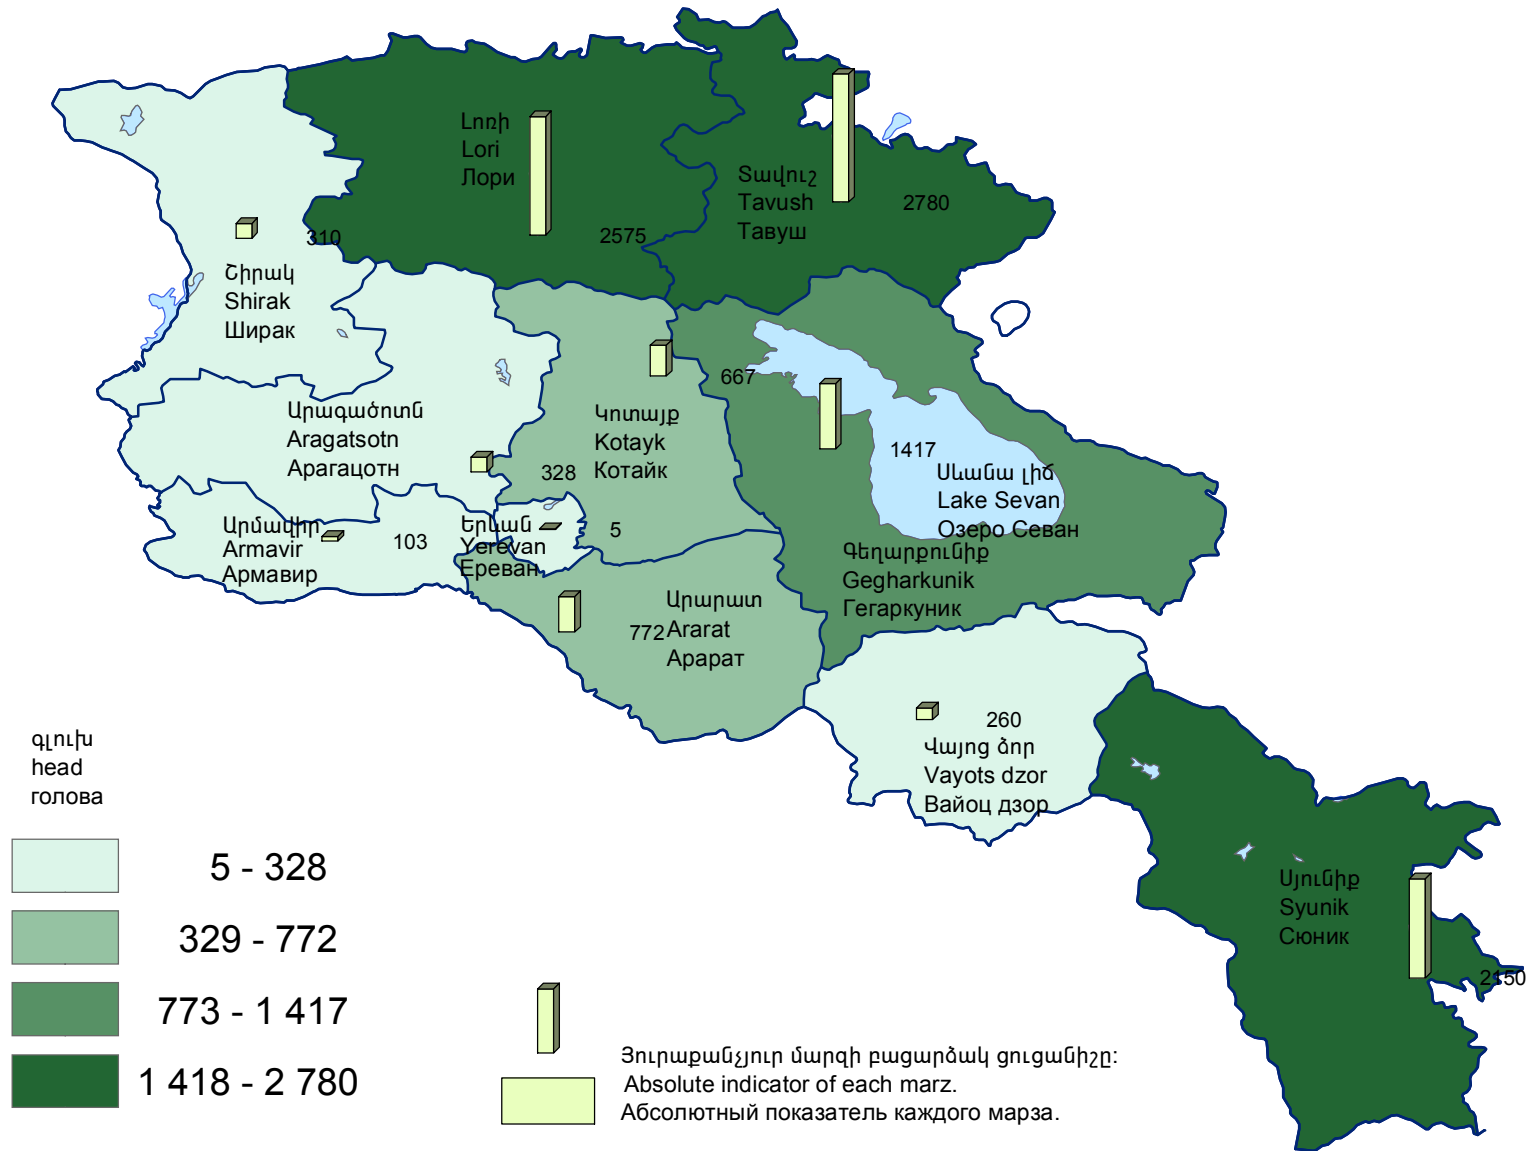 Լոռի
Lori
Лори
2575
Տավուշ
Tavush
Тавуш
2780
310
Շիրակ
Shirak
Ширак
Արագածոտն
Aragatsotn
Арагацотн
328
Կոտայք
Kotayk
Котайк
667
1417
Սևանա լիճ
Lake Sevan
Озеро Севан
Գեղարքունիք
Gegharkunik
Гегаркуник
Արմավիր
Armavir
Армавир
103
Երևան
Yerevan
Ереван
5
Արարատ
772 Ararat
Арарат
260
Վայոց ձոր
Vayots dzor
Вайоц дзор
Սյունիք
Syunik
Сюник
2150
գլուխ
head
голова
5 - 328
329 - 772
773 - 1 417
1 418 - 2 780
Յուրաքանչյուր մարզի բացարձակ ցուցանիշը:
Absolute indicator of each marz.
Абсолютный показатель каждого марза.